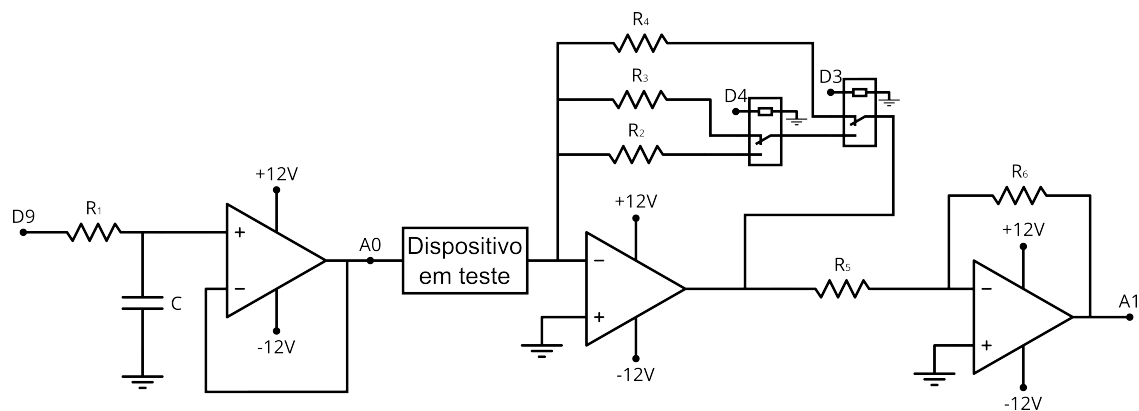 R₄
R₃
D3
D4
R₂
+12V
+12V
R₆
D9
R₁
+12V
A0
Dispositivo
em teste
+
−
−
+
R₅
−
+
A1
C
-12V
-12V
-12V